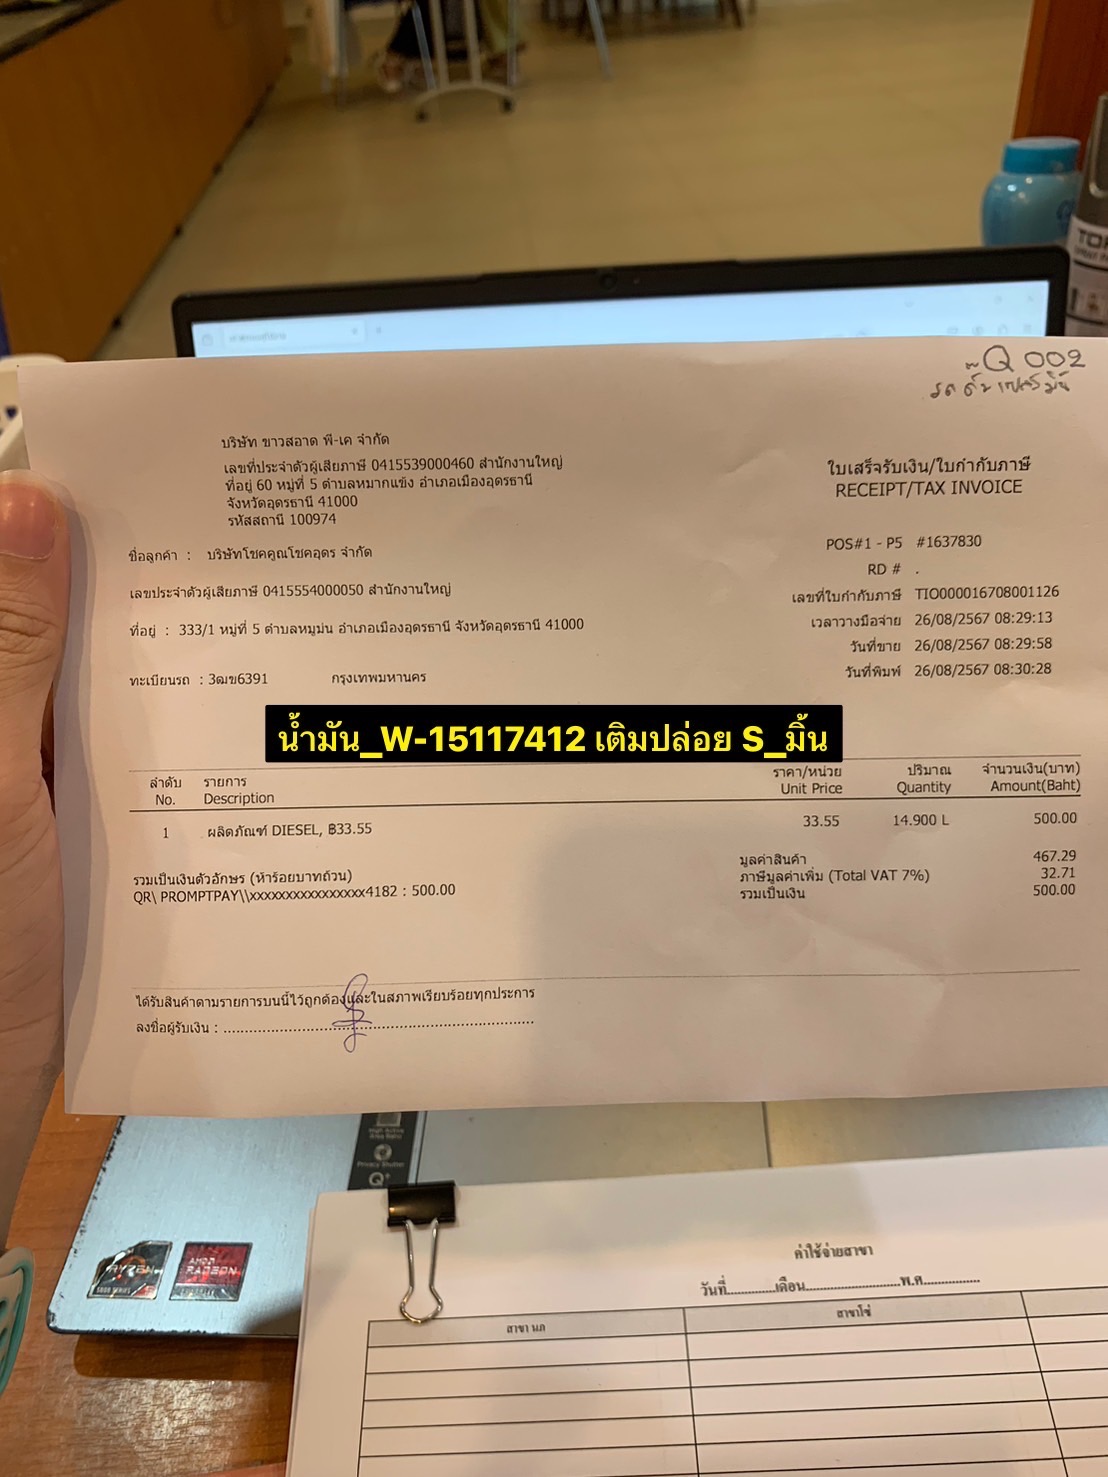 Q 002
บริษัท ขาวสอาด พี-เค จำกัด
เลขที่ประจำตัวผู้เสียภาษี 0415539000460 สำนักงานใหญ่
ที่อยู่ 60 หมู่ที่ 5 ตำบลหมากแข้ง อำเภอเมืองอุดรธานี
จังหวัดอุดรธานี 41000
รหัสสถานี 100974
ใบเสร็จรับเงิน/ใบกำกับภาษี
RECEIPT/TAX INVOICE
ชื่อลูกค้า : บริษัทโชคคูณโชคอุดร จำกัด
เลขประจำตัวผู้เสียภาษี 0415554000050 สำนักงานใหญ่
ที่อยู่ : 333/1 หมู่ที่ 5 ตำบลหมูม่น อำเภอเมืองอุดรธานี จังหวัดอุดรธานี 41000
ทะเบียนรถ : 3ฒข6391 กรุงเทพมหานคร
POS#1 - P5 #1637830
RD # .
เลขที่ใบกำกับภาษี TIO000016708001126
เวลาวางมือจ่าย 26/08/2567 08:29:13
วันที่ขาย 26/08/2567 08:29:58
วันที่พิมพ์ 26/08/2567 08:30:28
น้ำมัน_W-15117412 เติมปล่อย S_มิ้น
ลำดับ รายการ ราคา/หน่วย ปริมาณ จำนวนเงิน(บาท)
No. Description Unit Price Quantity Amount(Baht)
1 ผลิตภัณฑ์ DIESEL, ฿33.55 33.55 14.900 L 500.00
มูลค่าสินค้า 467.29
ภาษีมูลค่าเพิ่ม (Total VAT 7%) 32.71
รวมเป็นเงิน 500.00
รวมเป็นเงินตัวอักษร (ห้าร้อยบาทถ้วน)
QR\ PROMPTPAY\\xxxxxxxxxxxxxxxx4182 : 500.00
ได้รับสินค้าตามรายการบนนี้ไว้ถูกต้องและในสภาพเรียบร้อยทุกประการ
ลงชื่อผู้รับเงิน :
Privacy Shutter
RYZEN
5000 SERIES
AMD
RADEON
ค่าใช้จ่ายสาขา
วันที่............เดือน........................พ.ศ..............
สาขา นภ สาขาโซ่